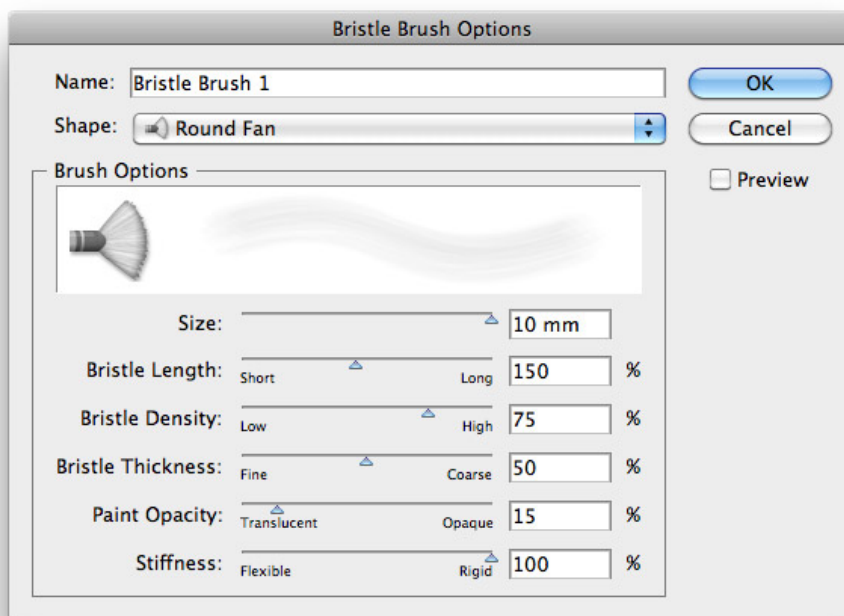 Bristle Brush Options
Name: Bristle Brush 1
OK
Shape: Round Fan
Cancel
Preview
Brush Options
Size: 10 mm
Bristle Length: Short Long 150 %
Bristle Density: Low High 75 %
Bristle Thickness: Fine Coarse 50 %
Paint Opacity: Translucent Opaque 15 %
Stiffness: Flexible Rigid 100 %